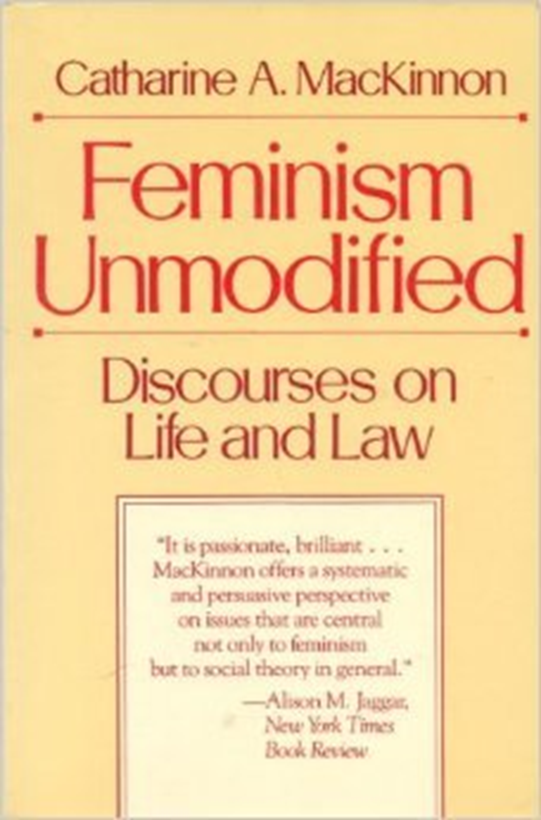 Catharine A. MacKinnon
Feminism
Unmodified
Discourses on
Life and Law
"It is passionate, brilliant . . .
MacKinnon offers a systematic
and persuasive perspective
on issues that are central
not only to feminism
but to social theory in general."
—Alison M. Jaggar,
New York Times
Book Review